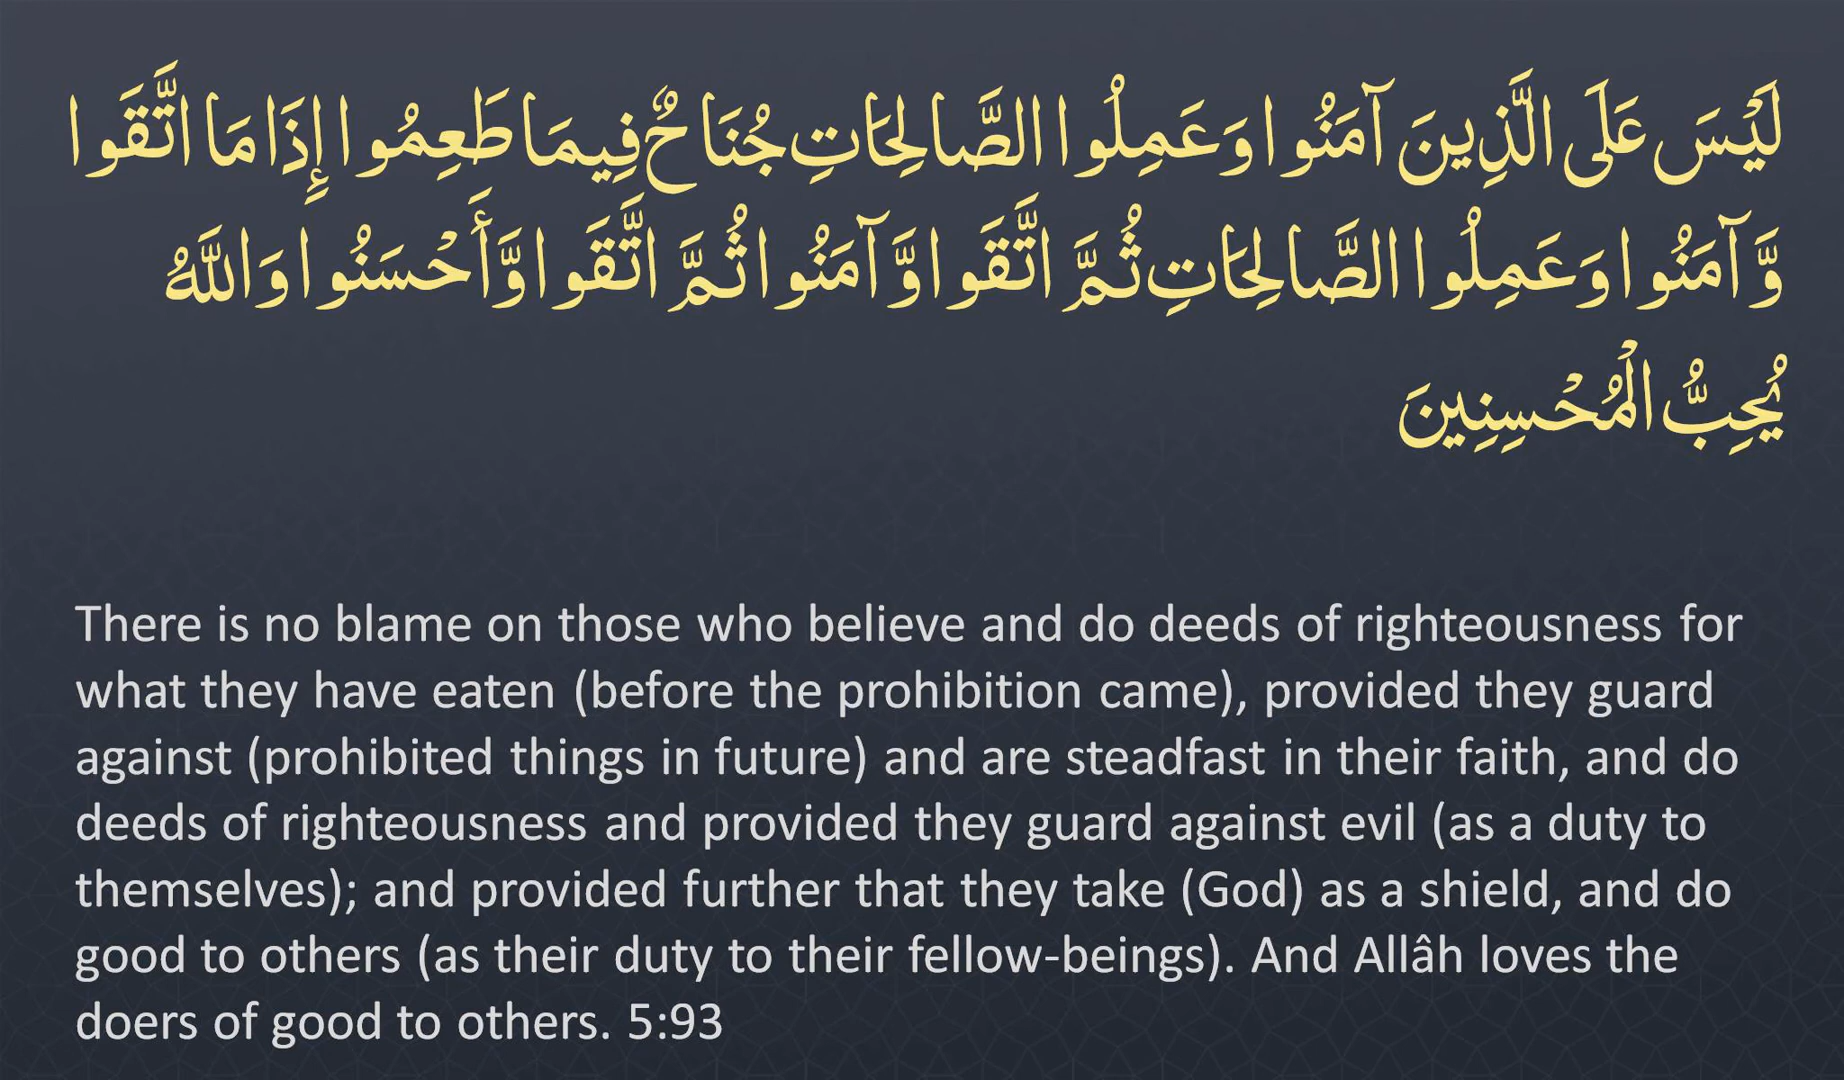 لَيْسَ عَلَى الَّذِينَ آمَنُوا وَعَمِلُوا الصَّالِحَاتِ جُنَاحٌ فِيمَا طَعِمُوا إِذَا مَا اتَّقَوا
وَّآمَنُوا وَعَمِلُوا الصَّالِحَاتِ ثُمَّ اتَّقَوا وَّآمَنُوا ثُمَّ اتَّقَوا وَّأَحْسَنُوا وَاللَّهُ
يُحِبُّ الْمُحْسِنِينَ
There is no blame on those who believe and do deeds of righteousness for
what they have eaten (before the prohibition came), provided they guard
against (prohibited things in future) and are steadfast in their faith, and do
deeds of righteousness and provided they guard against evil (as a duty to
themselves); and provided further that they take (God) as a shield, and do
good to others (as their duty to their fellow-beings). And Allâh loves the
doers of good to others. 5:93